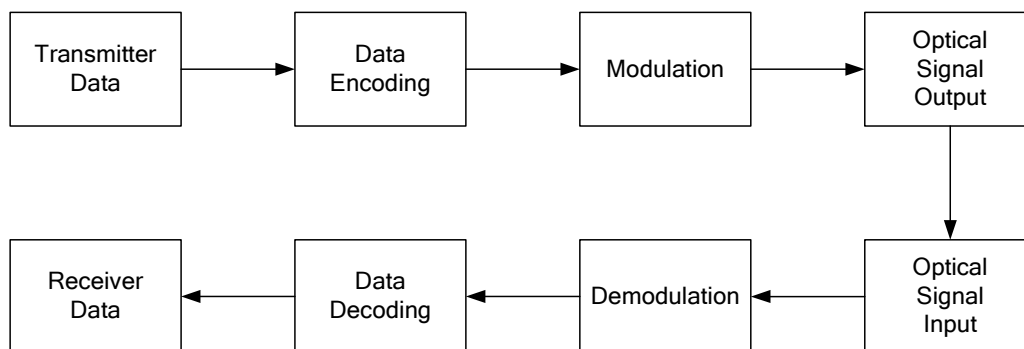 Transmitter
Data
Data
Encoding
Modulation
Optical
Signal
Output
Receiver
Data
Data
Decoding
Demodulation
Optical
Signal
Input